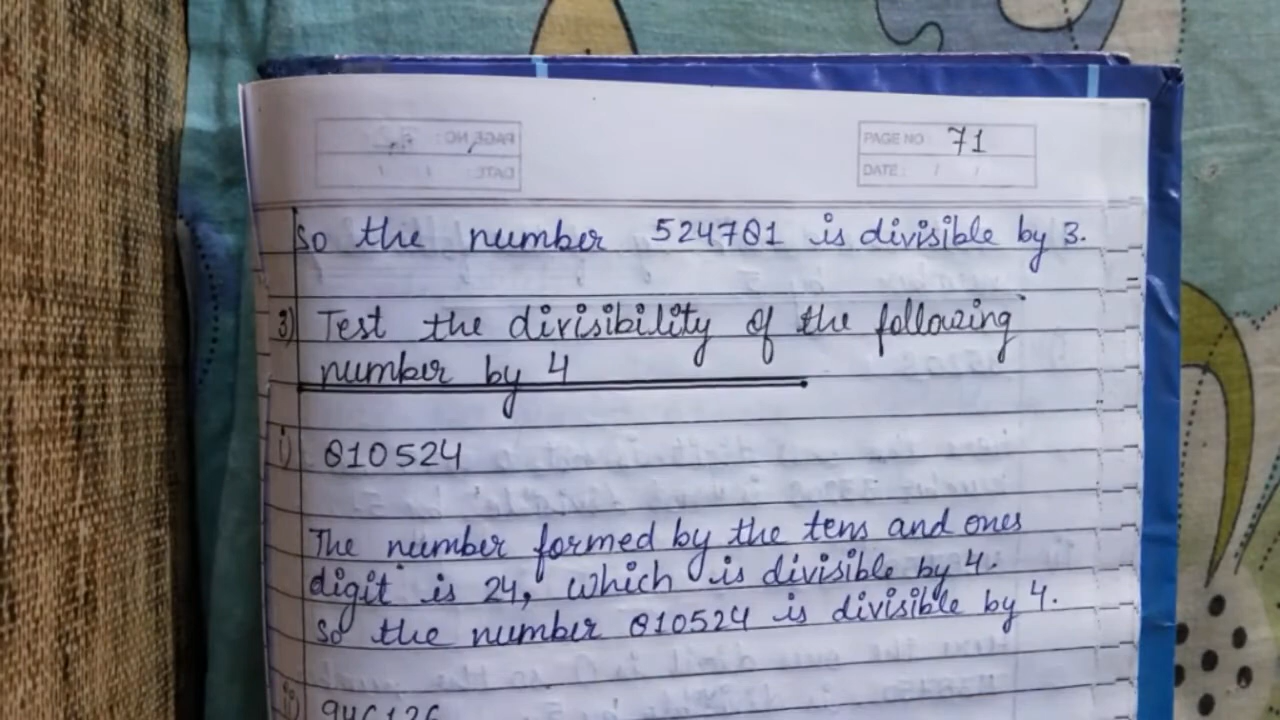 PAGE NO: 71
DATE: / /
So the number 524781 is divisible by 3.
3) Test the divisibility of the following
number by 4
i) 810524
The number formed by the tens and ones
digit is 24, which is divisible by 4.
So the number 810524 is divisible by 4.
ii) 946126